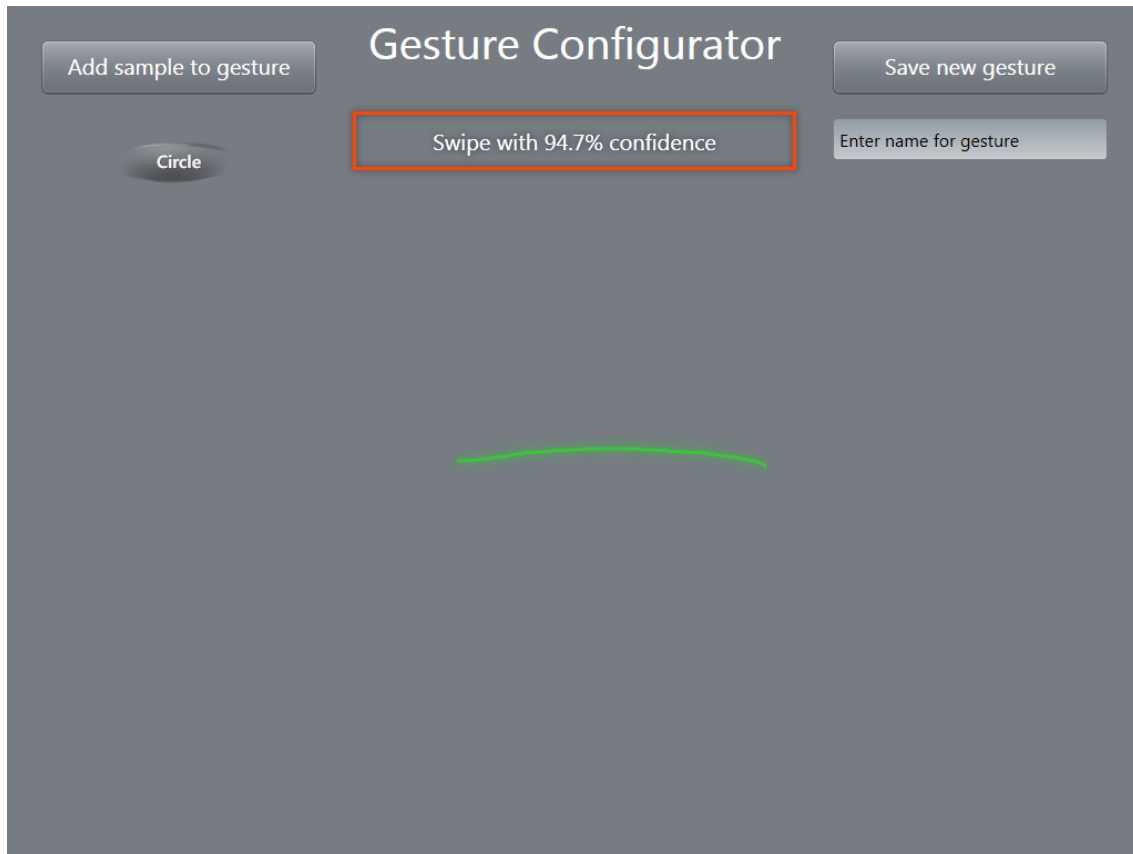 Gesture Configurator
Add sample to gesture
Save new gesture
Circle
Swipe with 94.7% confidence
Enter name for gesture